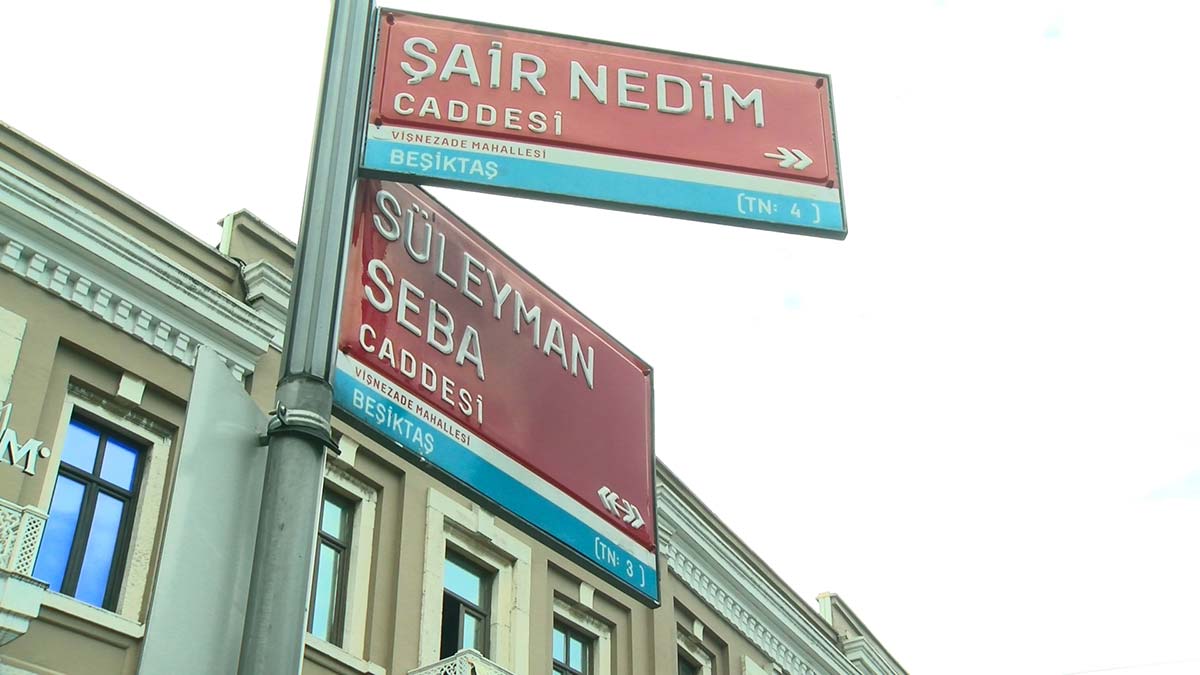 ŞAİR NEDİM
CADDESİ
VİŞNEZADE MAHALLESİ
BEŞİKTAŞ
(TN: 4 )
SÜLEYMAN
SEBA
CADDESİ
VİŞNEZADE MAHALLESİ
BEŞİKTAŞ
(TN: 3 )